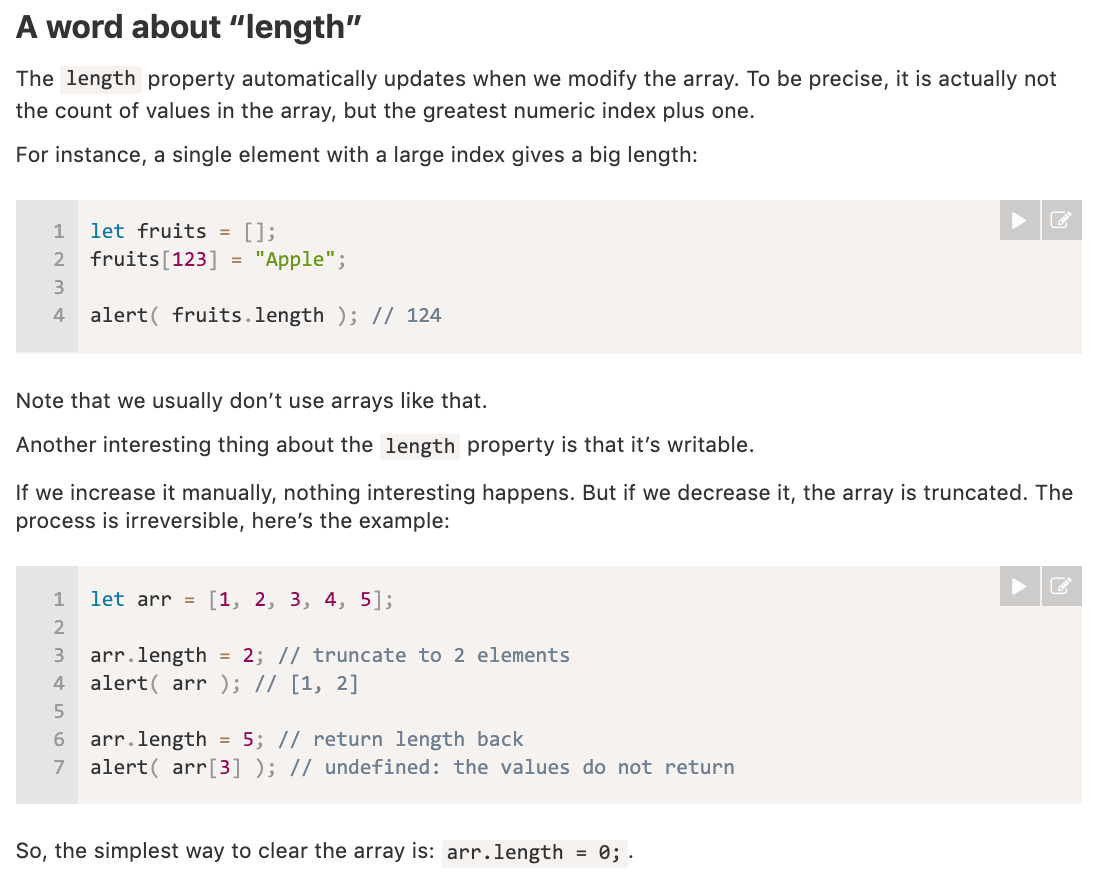 A word about “length”
The length property automatically updates when we modify the array. To be precise, it is actually not
the count of values in the array, but the greatest numeric index plus one.
For instance, a single element with a large index gives a big length:
1 let fruits = [];
2 fruits[123] = "Apple";
3
4 alert( fruits.length ); // 124
Note that we usually don’t use arrays like that.
Another interesting thing about the length property is that it’s writable.
If we increase it manually, nothing interesting happens. But if we decrease it, the array is truncated. The
process is irreversible, here’s the example:
1 let arr = [1, 2, 3, 4, 5];
2
3 arr.length = 2; // truncate to 2 elements
4 alert( arr ); // [1, 2]
5
6 arr.length = 5; // return length back
7 alert( arr[3] ); // undefined: the values do not return
So, the simplest way to clear the array is: arr.length = 0;.